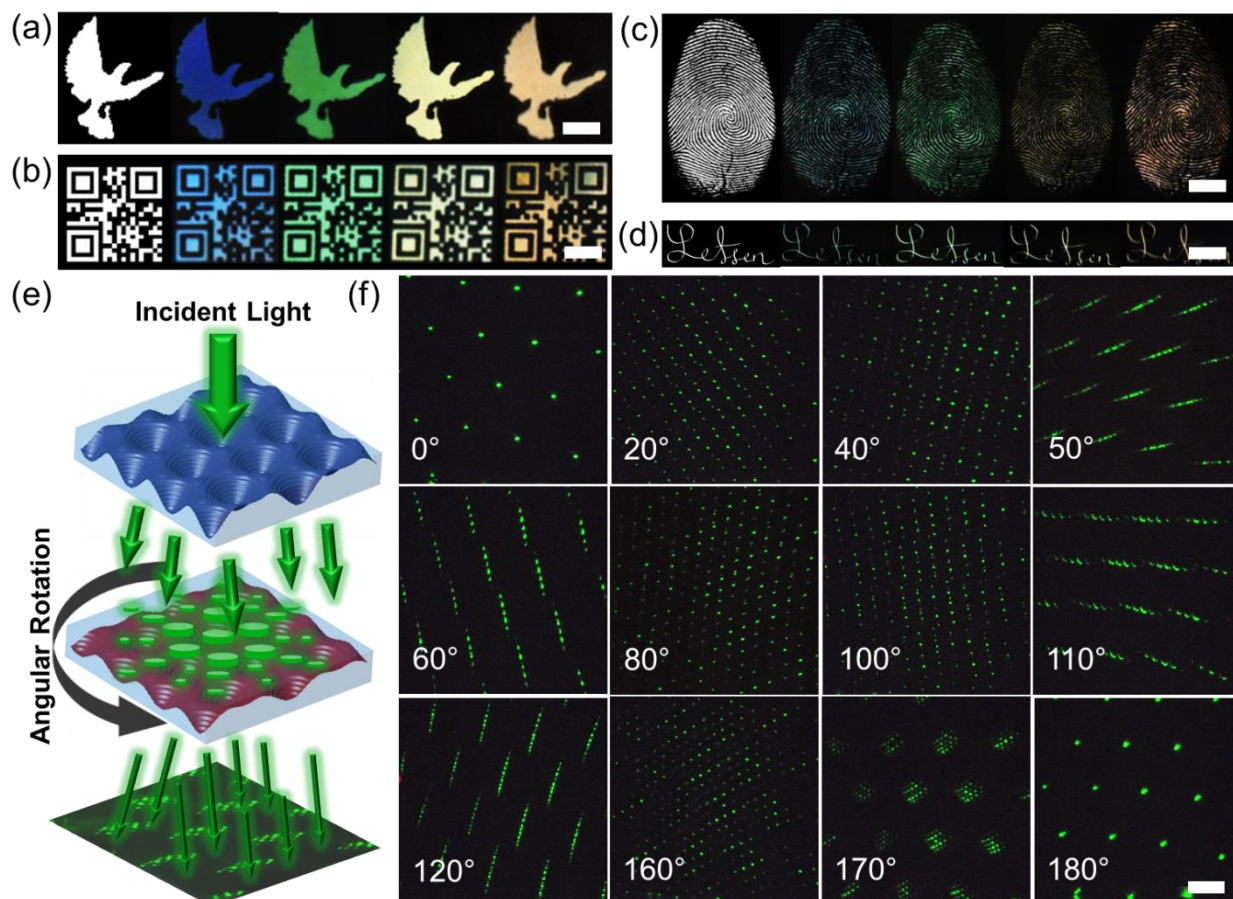 (a)
(b)
(c)
(d)
Letsen Letsen Letsen Letsen
(e)
Incident Light
Angular Rotation
(f)
0°
20°
40°
50°
60°
80°
100°
110°
120°
160°
170°
180°